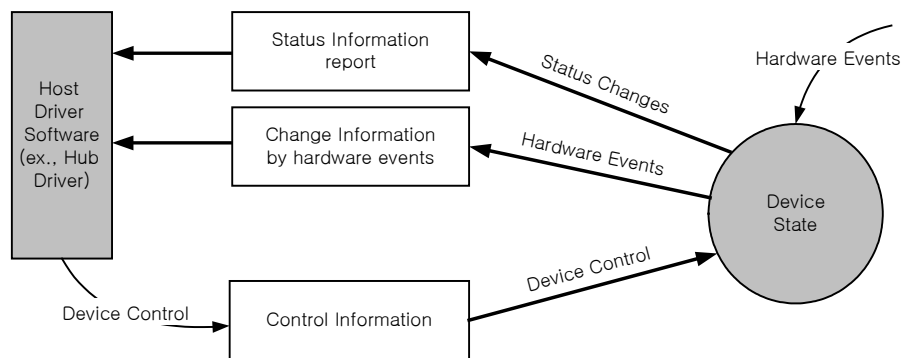 Host
Driver
Software
(ex., Hub
Driver)
Status Information
report
Change Information
by hardware events
Status Changes
Hardware Events
Hardware Events
Device
State
Device Control
Control Information
Device Control